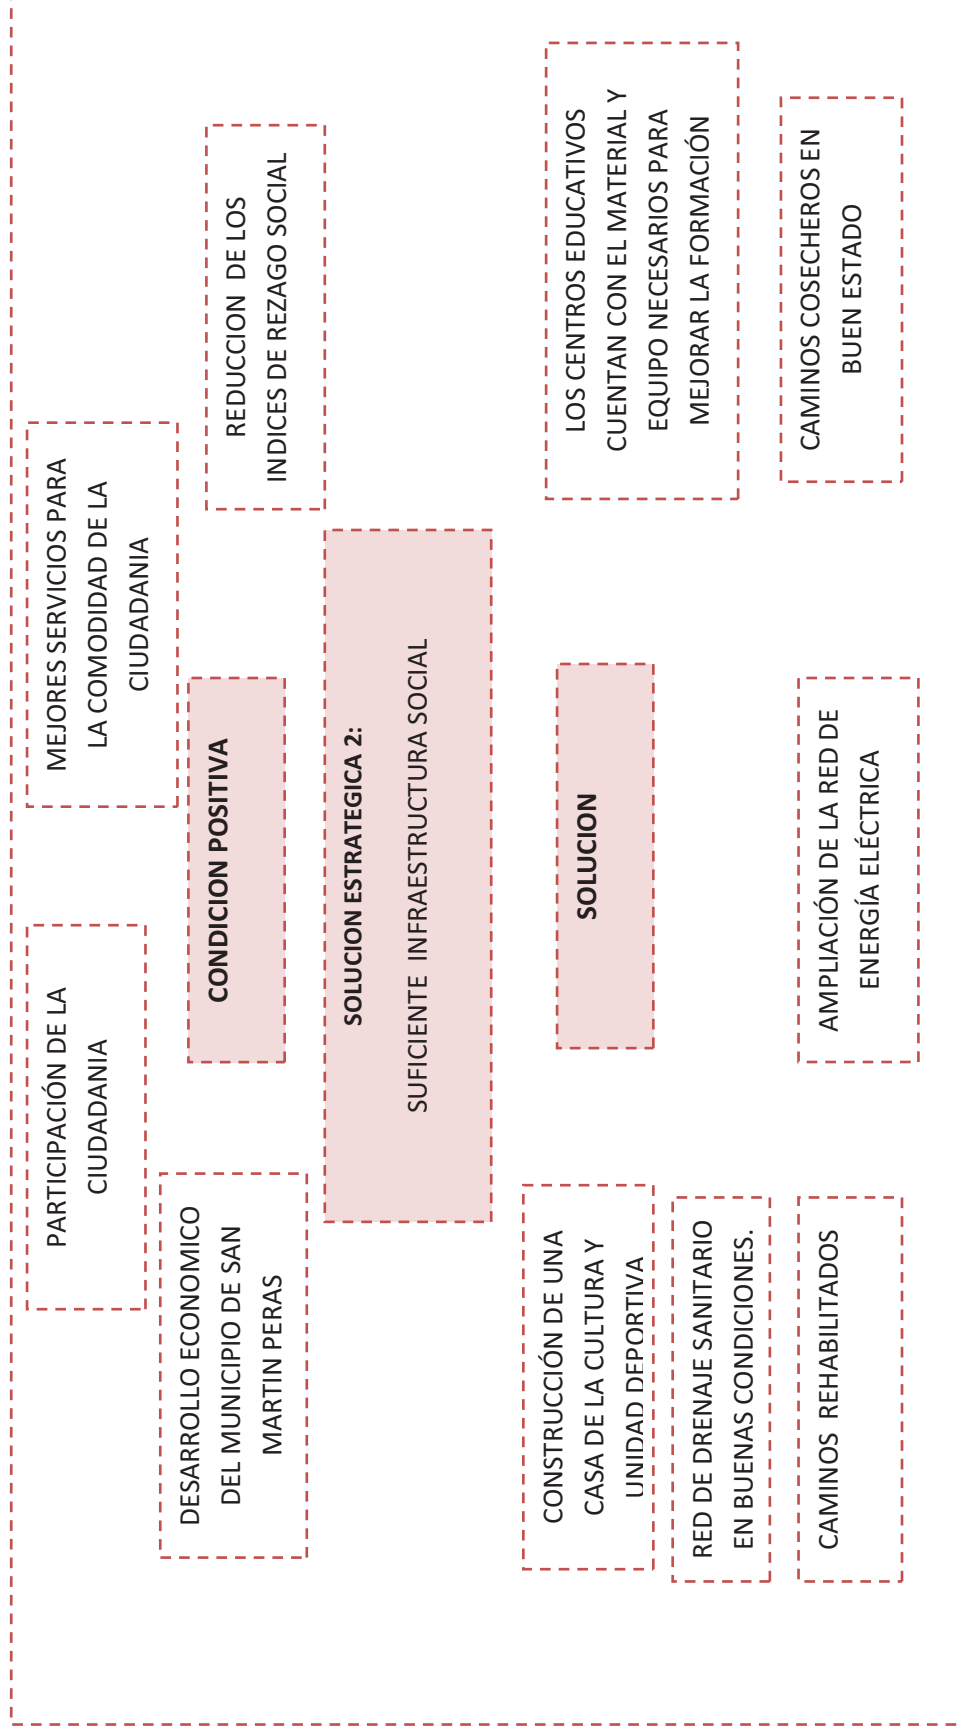 PARTICIPACIÓN DE LA
CIUDADANIA
MEJORES SERVICIOS PARA
LA COMODIDAD DE LA
CIUDADANIA
DESARROLLO ECONOMICO
DEL MUNICIPIO DE SAN
MARTIN PERAS
CONDICION POSITIVA
REDUCCION DE LOS
INDICES DE REZAGO SOCIAL
SOLUCION ESTRATEGICA 2:
SUFICIENTE INFRAESTRUCTURA SOCIAL
CONSTRUCCIÓN DE UNA
CASA DE LA CULTURA Y
UNIDAD DEPORTIVA
SOLUCION
LOS CENTROS EDUCATIVOS
CUENTAN CON EL MATERIAL Y
EQUIPO NECESARIOS PARA
MEJORAR LA FORMACIÓN
RED DE DRENAJE SANITARIO
EN BUENAS CONDICIONES.
CAMINOS REHABILITADOS
AMPLIACIÓN DE LA RED DE
ENERGÍA ELÉCTRICA
CAMINOS COSECHEROS EN
BUEN ESTADO